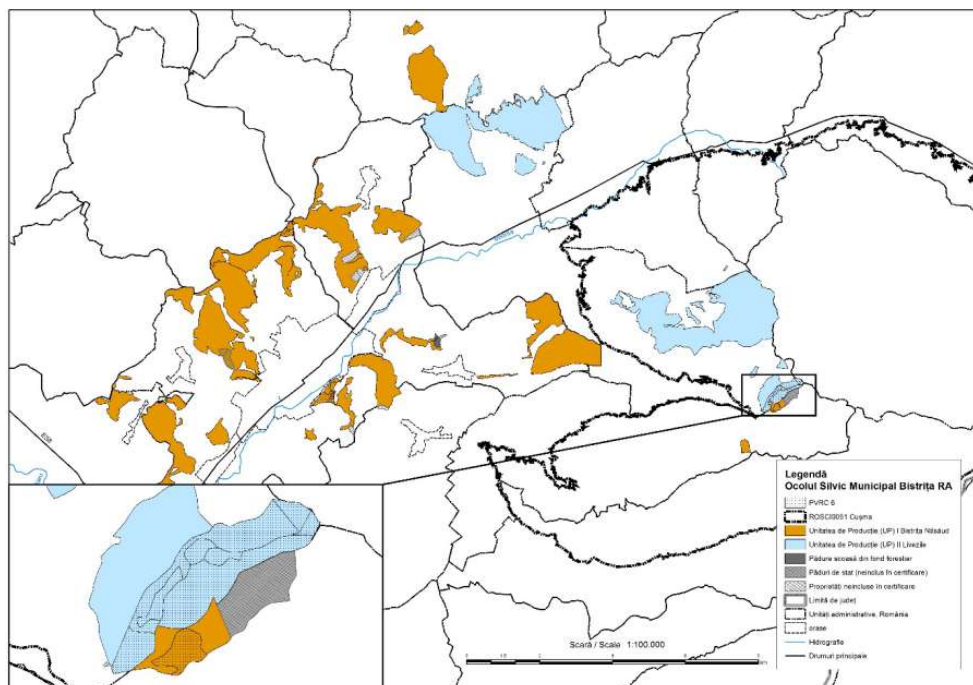 Legendă
Ocolul Silvic Municipal Bistrița RA
PVRC 6
ROSCI0051 Cușma
Unitatea de Producție (UP) I Bistrița Năsăud
Unitatea de Producție (UP) II Livezile
Pădure scoasă din fond forestier
Păduri de stat (neinclus în certificare)
Proprietăți neincluse în certificare
Limită de județ
Unități administrative, România
orase
Hidrografie
Drumuri principale
Scară / Scale 1:100.000